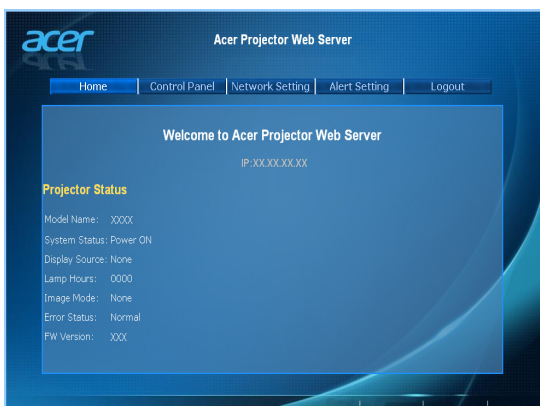 acer
Acer Projector Web Server
Home Control Panel Network Setting Alert Setting Logout
Welcome to Acer Projector Web Server
IP:XX.XX.XX.XX
Projector Status
Model Name: XXXX
System Status: Power ON
Display Source: None
Lamp Hours: 0000
Image Mode: None
Error Status: Normal
FW Version: XXX